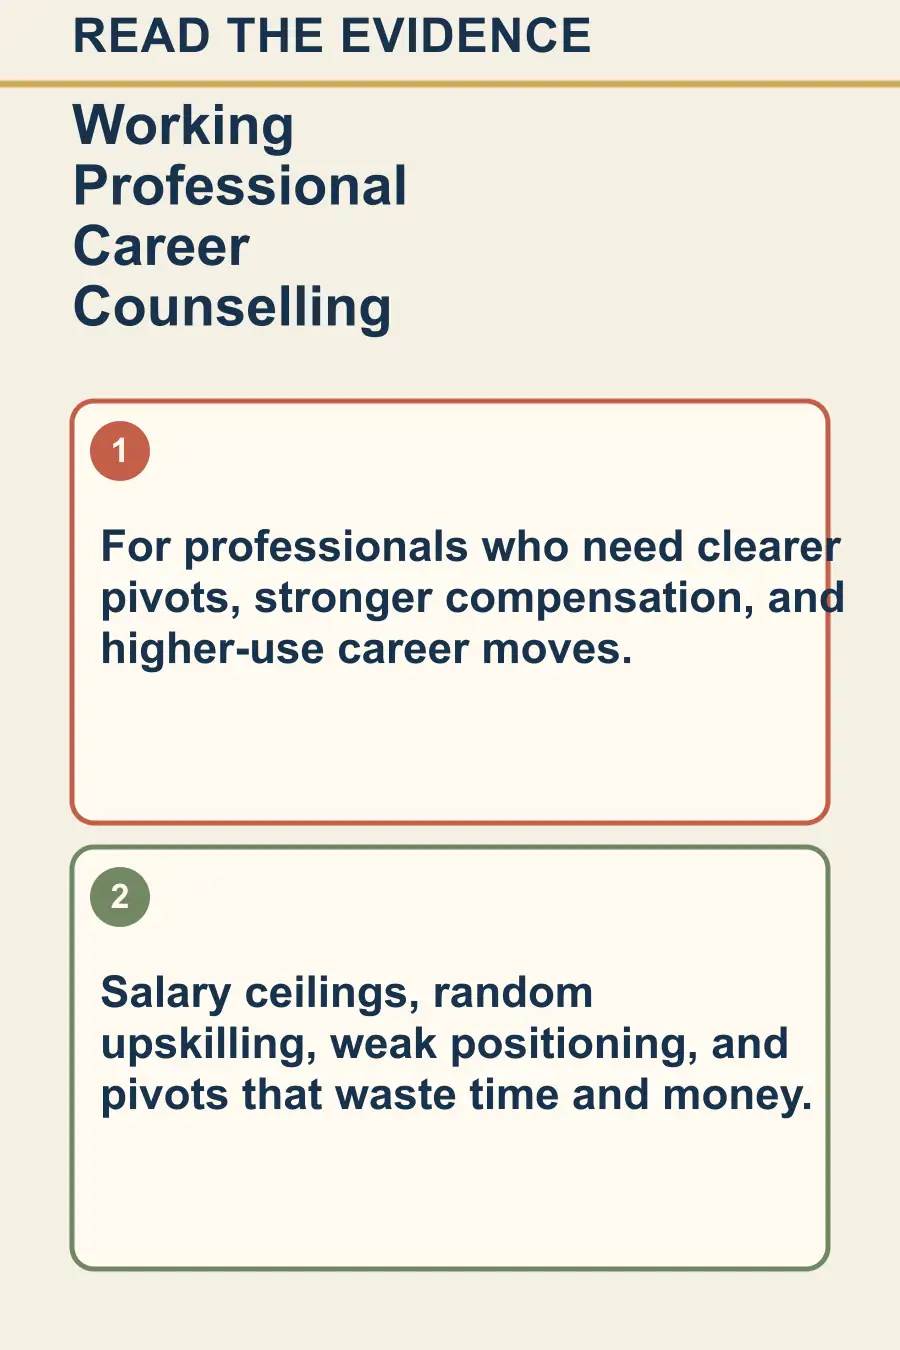 READ THE EVIDENCE
Working
Professional
Career
Counselling
1
For professionals who need clearer
pivots, stronger compensation, and
higher-use career moves.
2
Salary ceilings, random
upskilling, weak positioning, and
pivots that waste time and money.